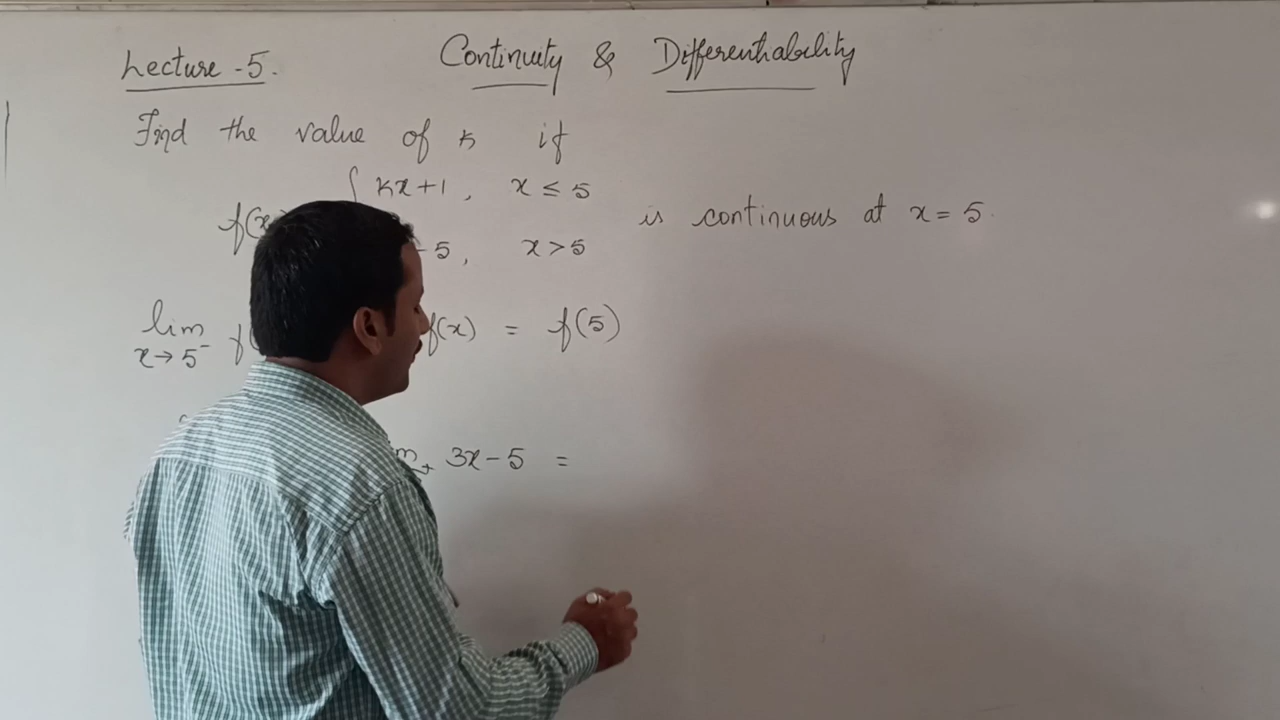 Lecture - 5. Continuity & Differentiability
Find the value of k if
kx+1, x ≤ 5
f(x) is continuous at x = 5.
- 5, x > 5
lim f(x) = f(5)
x→5⁻
3x - 5 =